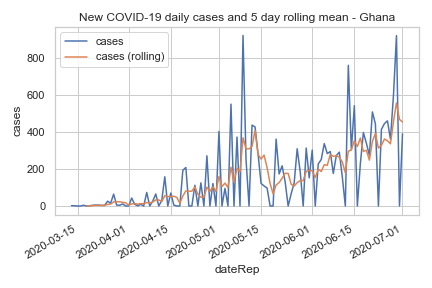 New COVID-19 daily cases and 5 day rolling mean - Ghana
cases
cases (rolling)
800
600
400
200
0
cases
2020-03-15
2020-04-01
2020-04-15
2020-05-01
2020-05-15
2020-06-01
2020-06-15
2020-07-01
dateRep